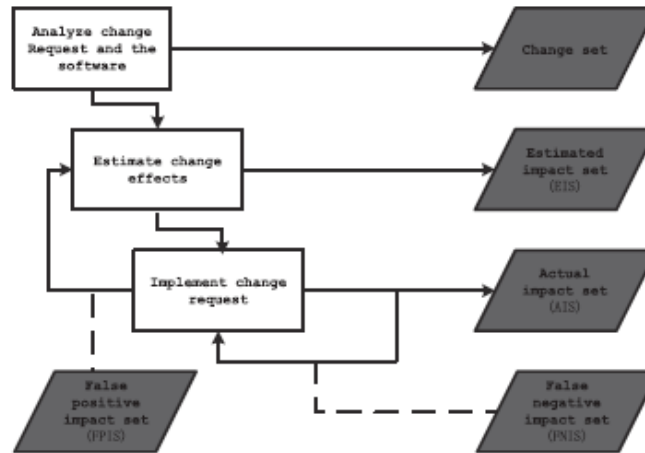 Analyze change
Request and the
software
Change set
Estimate change
effects
Estimated
impact set
(EIS)
Implement change
request
Actual
impact set
(AIS)
False
positive
impact set
(FPIS)
False
negative
impact set
(FNIS)